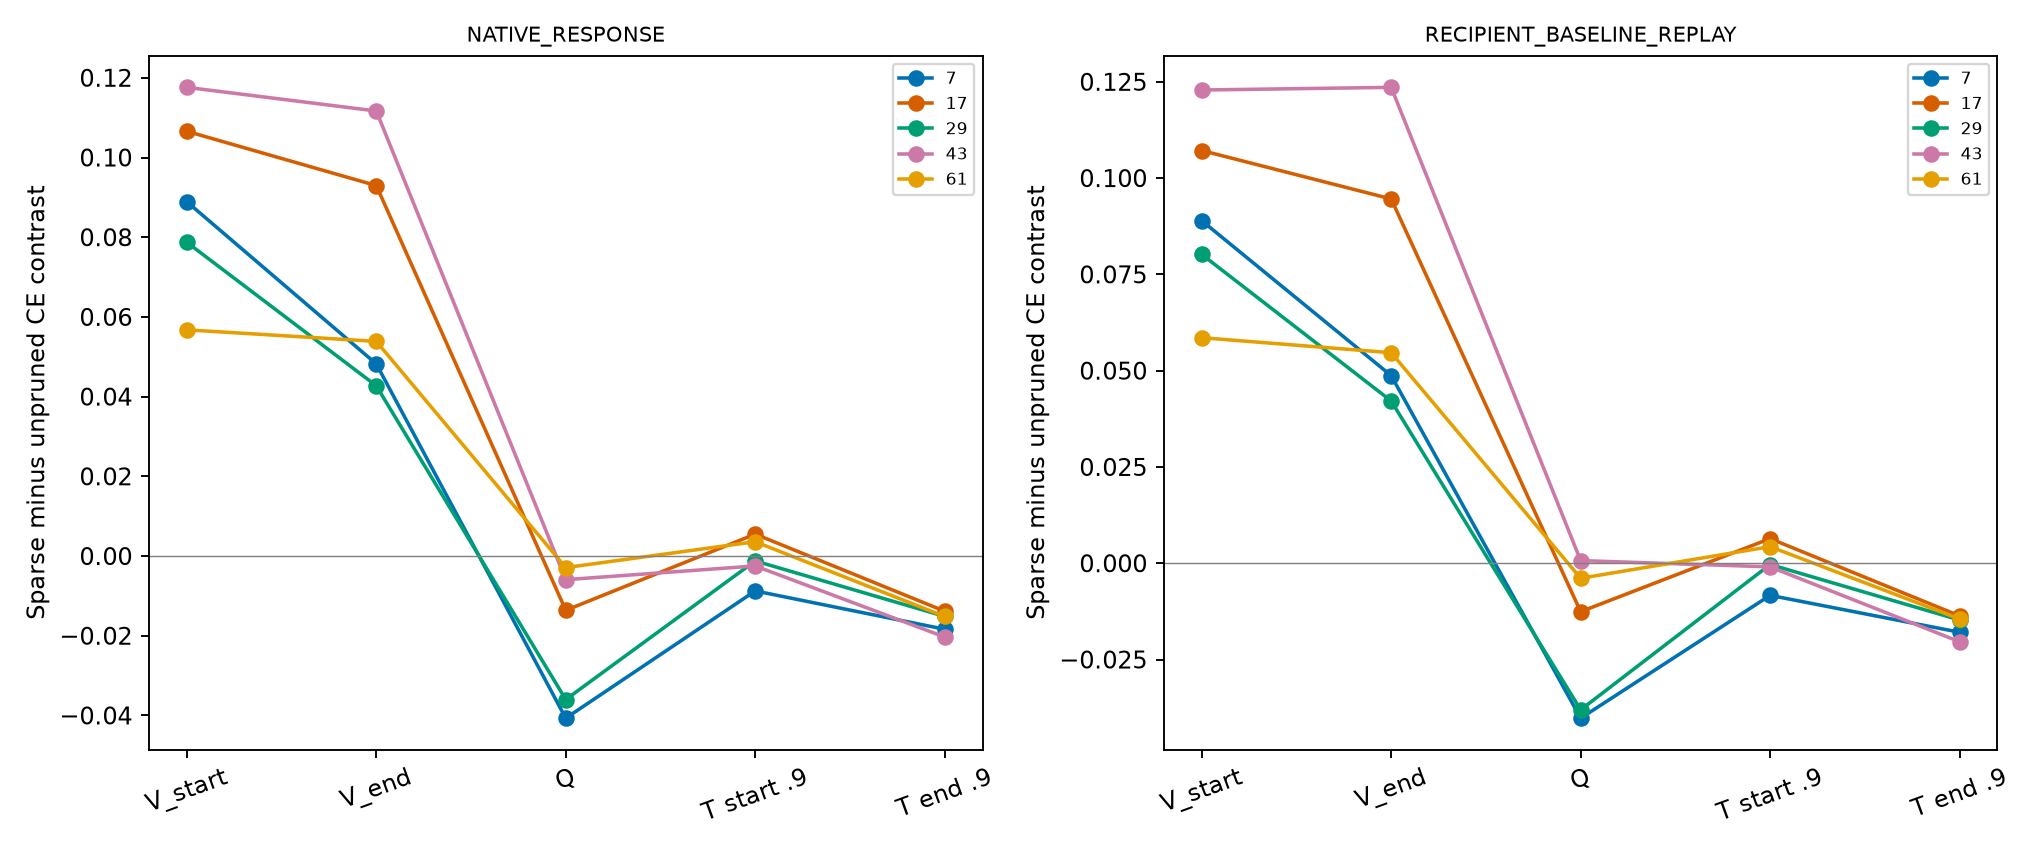 NATIVE_RESPONSE
Sparse minus unpruned CE contrast
0.12
0.10
0.08
0.06
0.04
0.02
0.00
−0.02
−0.04
7
17
29
43
61
V_start
V_end
Q
T start .9
T end .9
RECIPIENT_BASELINE_REPLAY
Sparse minus unpruned CE contrast
0.125
0.100
0.075
0.050
0.025
0.000
−0.025
7
17
29
43
61
V_start
V_end
Q
T start .9
T end .9